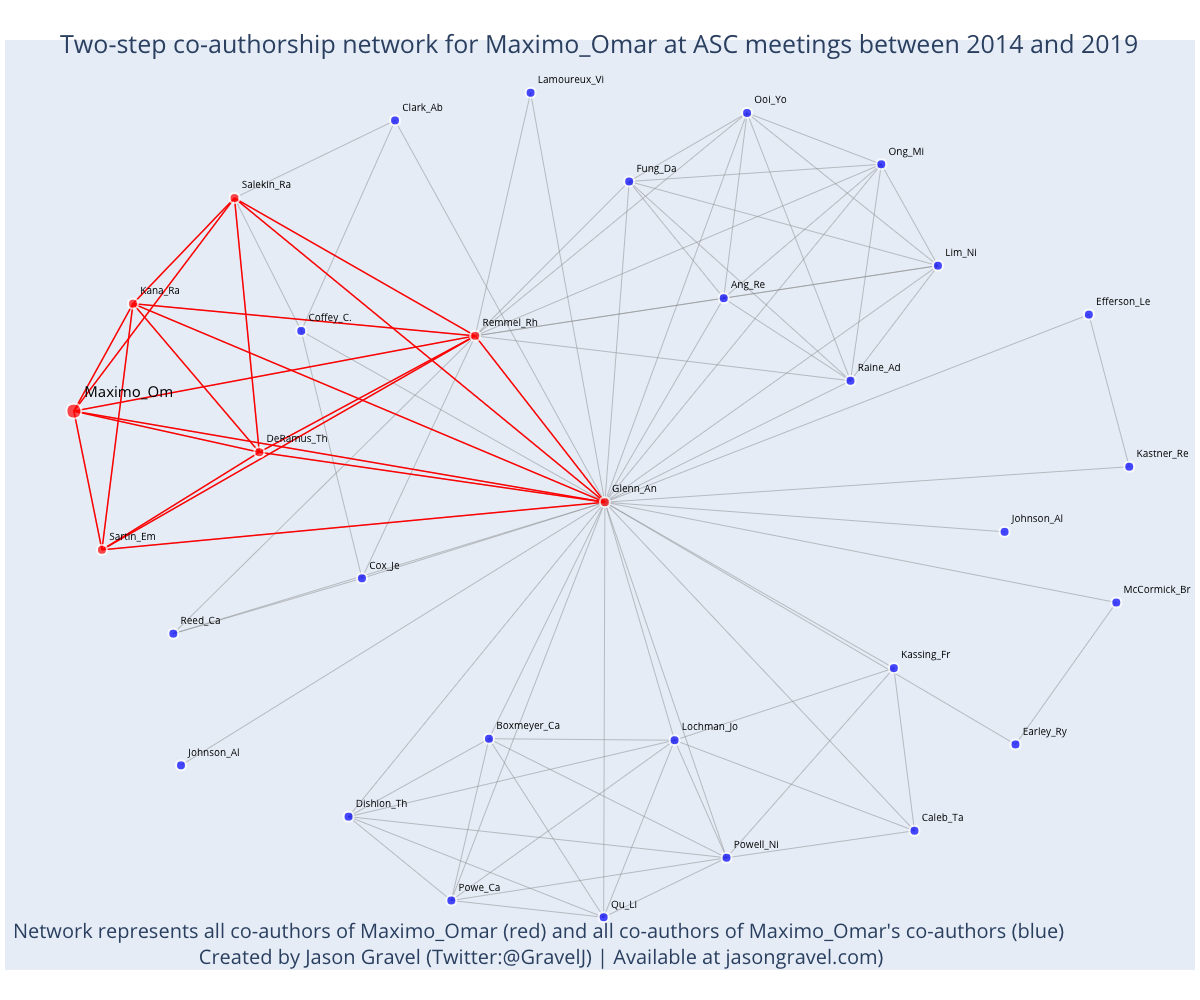 Two-step co-authorship network for Maximo_Omar at ASC meetings between 2014 and 2019
Lamoureux_Vi
Ooi_Yo
Clark_Ab
Ong_Mi
Fung_Da
Salekin_Ra
Lim_Ni
Ang_Re
Kana_Ra
Efferson_Le
Coffey_C.
Remmel_Rh
Raine_Ad
Maximo_Om
DeRamus_Th
Kastner_Re
Glenn_An
Johnson_Al
Sartin_Em
Cox_Je
McCormick_Br
Reed_Ca
Kassing_Fr
Boxmeyer_Ca
Lochman_Jo
Earley_Ry
Johnson_Al
Dishion_Th
Caleb_Ta
Powell_Ni
Powe_Ca
Qu_Li
Network represents all co-authors of Maximo_Omar (red) and all co-authors of Maximo_Omar's co-authors (blue)
Created by Jason Gravel (Twitter:@GravelJ) | Available at jasongravel.com)